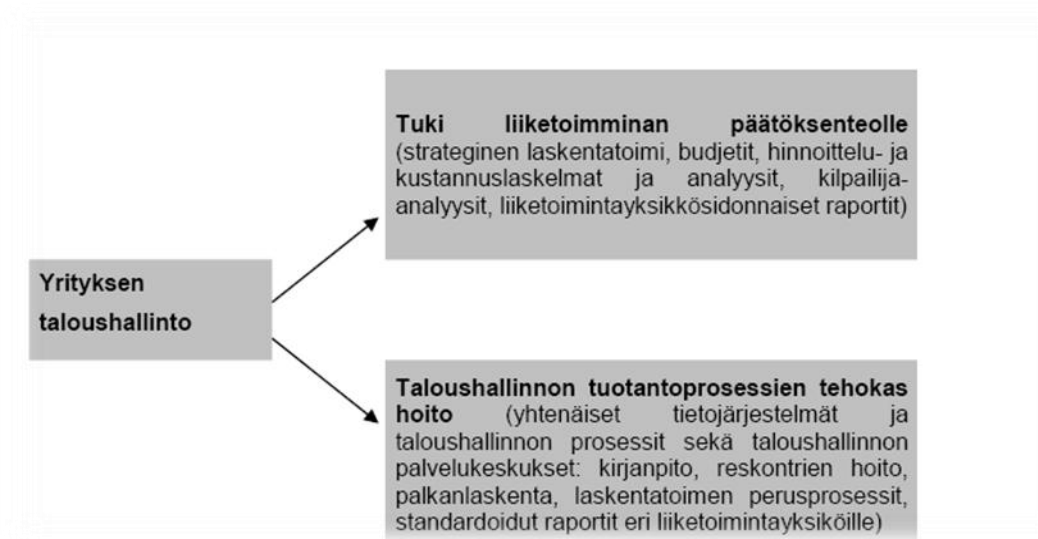 Tuki liiketoimminan päätöksenteolle
(strateginen laskentatoimi, budjetit, hinnoittelu- ja
kustannuslaskelmat ja analyysit, kilpailija-
analyysit, liiketoimintayksikkösidonnaiset raportit)
Yrityksen
taloushallinto
Taloushallinnon tuotantoprosessien tehokas
hoito (yhtenäiset tietojärjestelmät ja
taloushallinnon prosessit sekä taloushallinnon
palvelukeskukset: kirjanpito, reskontrien hoito,
palkanlaskenta, laskentatoimen perusprosessit,
standardoidut raportit eri liiketoimintayksiköille)